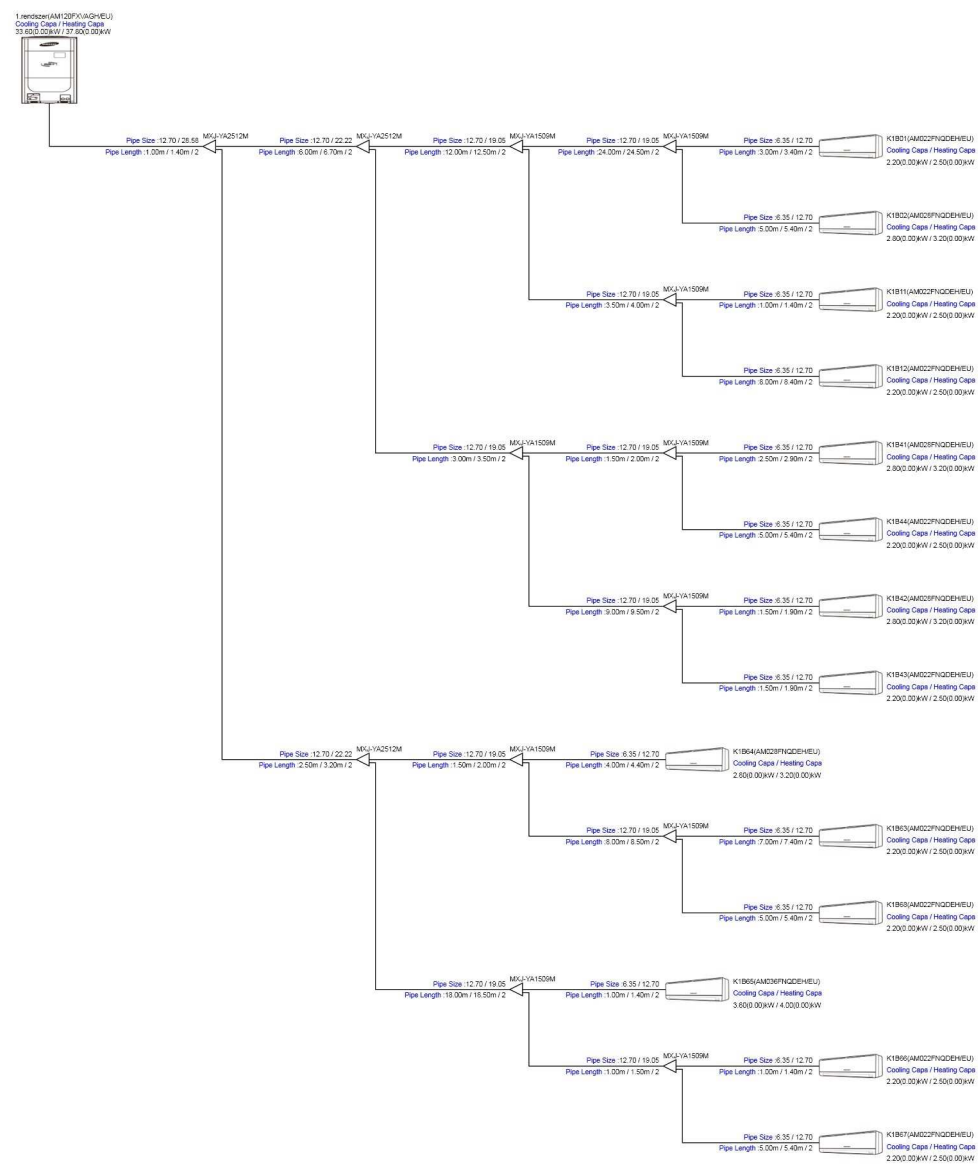 1.rendszer(AM120FXVAGH/EU)
Cooling Capa / Heating Capa
33.60(0.00)kW / 37.80(0.00)kW
Pipe Size :12.70 / 28.58 MXJ-YA2512M
Pipe Length :1.00m / 1.40m / 2
Pipe Size :12.70 / 22.22 MXJ-YA2512M
Pipe Length :6.00m / 6.70m / 2
Pipe Size :12.70 / 19.05 MXJ-YA1509M
Pipe Length :12.00m / 12.50m / 2
Pipe Size :12.70 / 19.05 MXJ-YA1509M
Pipe Length :24.00m / 24.50m / 2
Pipe Size :6.35 / 12.70
Pipe Length :3.00m / 3.40m / 2
K1B01(AM022FNQDEH/EU)
Cooling Capa / Heating Capa
2.20(0.00)kW / 2.50(0.00)kW
Pipe Size :6.35 / 12.70
Pipe Length :5.00m / 5.40m / 2
K1B02(AM028FNQDEH/EU)
Cooling Capa / Heating Capa
2.80(0.00)kW / 3.20(0.00)kW
Pipe Size :12.70 / 19.05 MXJ-YA1509M
Pipe Length :3.50m / 4.00m / 2
Pipe Size :6.35 / 12.70
Pipe Length :1.00m / 1.40m / 2
K1B11(AM022FNQDEH/EU)
Cooling Capa / Heating Capa
2.20(0.00)kW / 2.50(0.00)kW
Pipe Size :6.35 / 12.70
Pipe Length :8.00m / 8.40m / 2
K1B12(AM022FNQDEH/EU)
Cooling Capa / Heating Capa
2.20(0.00)kW / 2.50(0.00)kW
Pipe Size :12.70 / 19.05 MXJ-YA1509M
Pipe Length :3.00m / 3.50m / 2
Pipe Size :12.70 / 19.05 MXJ-YA1509M
Pipe Length :1.50m / 2.00m / 2
Pipe Size :6.35 / 12.70
Pipe Length :2.50m / 2.90m / 2
K1B41(AM028FNQDEH/EU)
Cooling Capa / Heating Capa
2.80(0.00)kW / 3.20(0.00)kW
Pipe Size :6.35 / 12.70
Pipe Length :5.00m / 5.40m / 2
K1B44(AM022FNQDEH/EU)
Cooling Capa / Heating Capa
2.20(0.00)kW / 2.50(0.00)kW
Pipe Size :12.70 / 19.05 MXJ-YA1509M
Pipe Length :9.00m / 9.50m / 2
Pipe Size :6.35 / 12.70
Pipe Length :1.50m / 1.90m / 2
K1B42(AM028FNQDEH/EU)
Cooling Capa / Heating Capa
2.80(0.00)kW / 3.20(0.00)kW
Pipe Size :6.35 / 12.70
Pipe Length :1.50m / 1.90m / 2
K1B43(AM022FNQDEH/EU)
Cooling Capa / Heating Capa
2.20(0.00)kW / 2.50(0.00)kW
Pipe Size :12.70 / 22.22 MXJ-YA2512M
Pipe Length :2.50m / 3.20m / 2
Pipe Size :12.70 / 19.05 MXJ-YA1509M
Pipe Length :1.50m / 2.00m / 2
Pipe Size :6.35 / 12.70
Pipe Length :4.00m / 4.40m / 2
K1B64(AM028FNQDEH/EU)
Cooling Capa / Heating Capa
2.80(0.00)kW / 3.20(0.00)kW
Pipe Size :12.70 / 19.05 MXJ-YA1509M
Pipe Length :8.00m / 8.50m / 2
Pipe Size :6.35 / 12.70
Pipe Length :7.00m / 7.40m / 2
K1B63(AM022FNQDEH/EU)
Cooling Capa / Heating Capa
2.20(0.00)kW / 2.50(0.00)kW
Pipe Size :6.35 / 12.70
Pipe Length :5.00m / 5.40m / 2
K1B68(AM022FNQDEH/EU)
Cooling Capa / Heating Capa
2.20(0.00)kW / 2.50(0.00)kW
Pipe Size :12.70 / 19.05 MXJ-YA1509M
Pipe Length :18.00m / 18.50m / 2
Pipe Size :6.35 / 12.70
Pipe Length :1.00m / 1.40m / 2
K1B65(AM036FNQDEH/EU)
Cooling Capa / Heating Capa
3.60(0.00)kW / 4.00(0.00)kW
Pipe Size :12.70 / 19.05 MXJ-YA1509M
Pipe Length :1.00m / 1.50m / 2
Pipe Size :6.35 / 12.70
Pipe Length :1.00m / 1.40m / 2
K1B66(AM022FNQDEH/EU)
Cooling Capa / Heating Capa
2.20(0.00)kW / 2.50(0.00)kW
Pipe Size :6.35 / 12.70
Pipe Length :5.00m / 5.40m / 2
K1B67(AM022FNQDEH/EU)
Cooling Capa / Heating Capa
2.20(0.00)kW / 2.50(0.00)kW